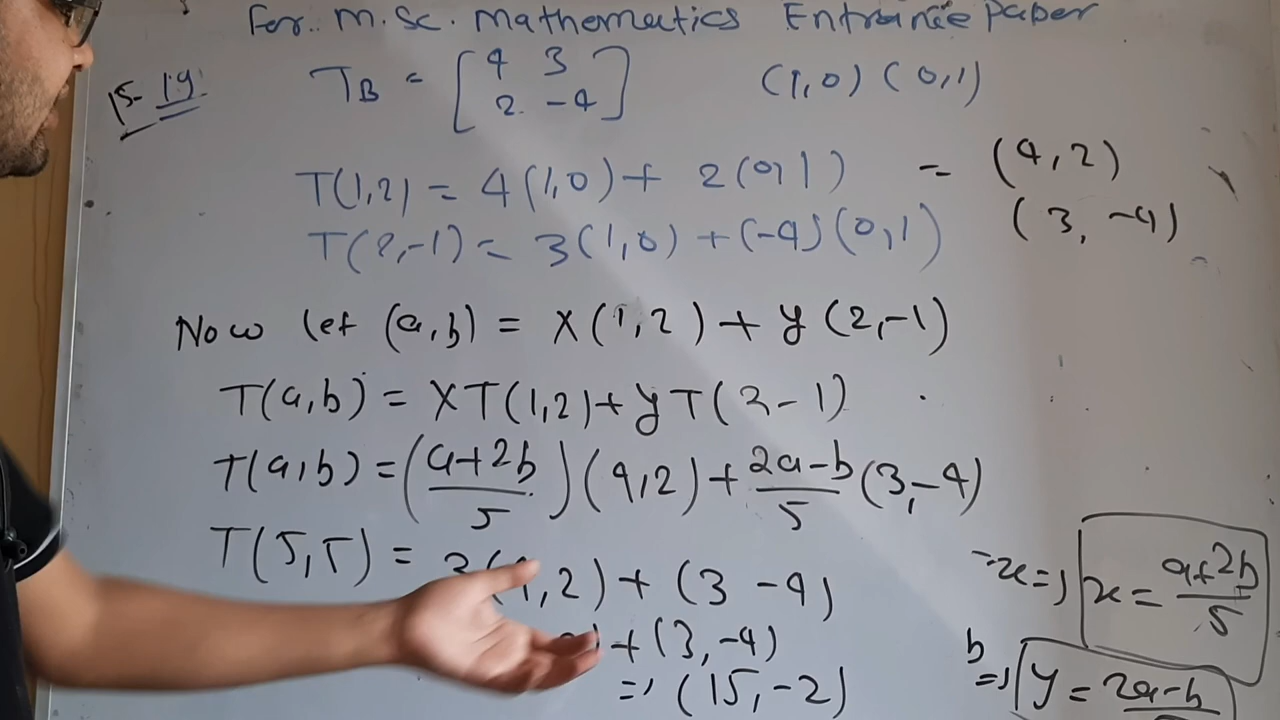 For.. M.Sc. Mathematics Entrance Paper
15- 19
T_B = [4 3
2 -4]
(1,0) (0,1)
T(1,2) = 4(1,0) + 2(0,1) = (4,2)
T(2,-1) = 3(1,0) + (-4)(0,1) (3, -4)
Now let (a,b) = x(1,2) + y(2,-1)
T(a,b) = xT(1,2) + yT(2-1)
T(a,b) = (a+2b/5)(4,2) + 2a-b/5 (3,-4)
T(5,5) = 3( ,2) + (3 -4)
+ (3,-4)
=> (15,-2)
-x => x = a+2b/5
b => y = 2a-b